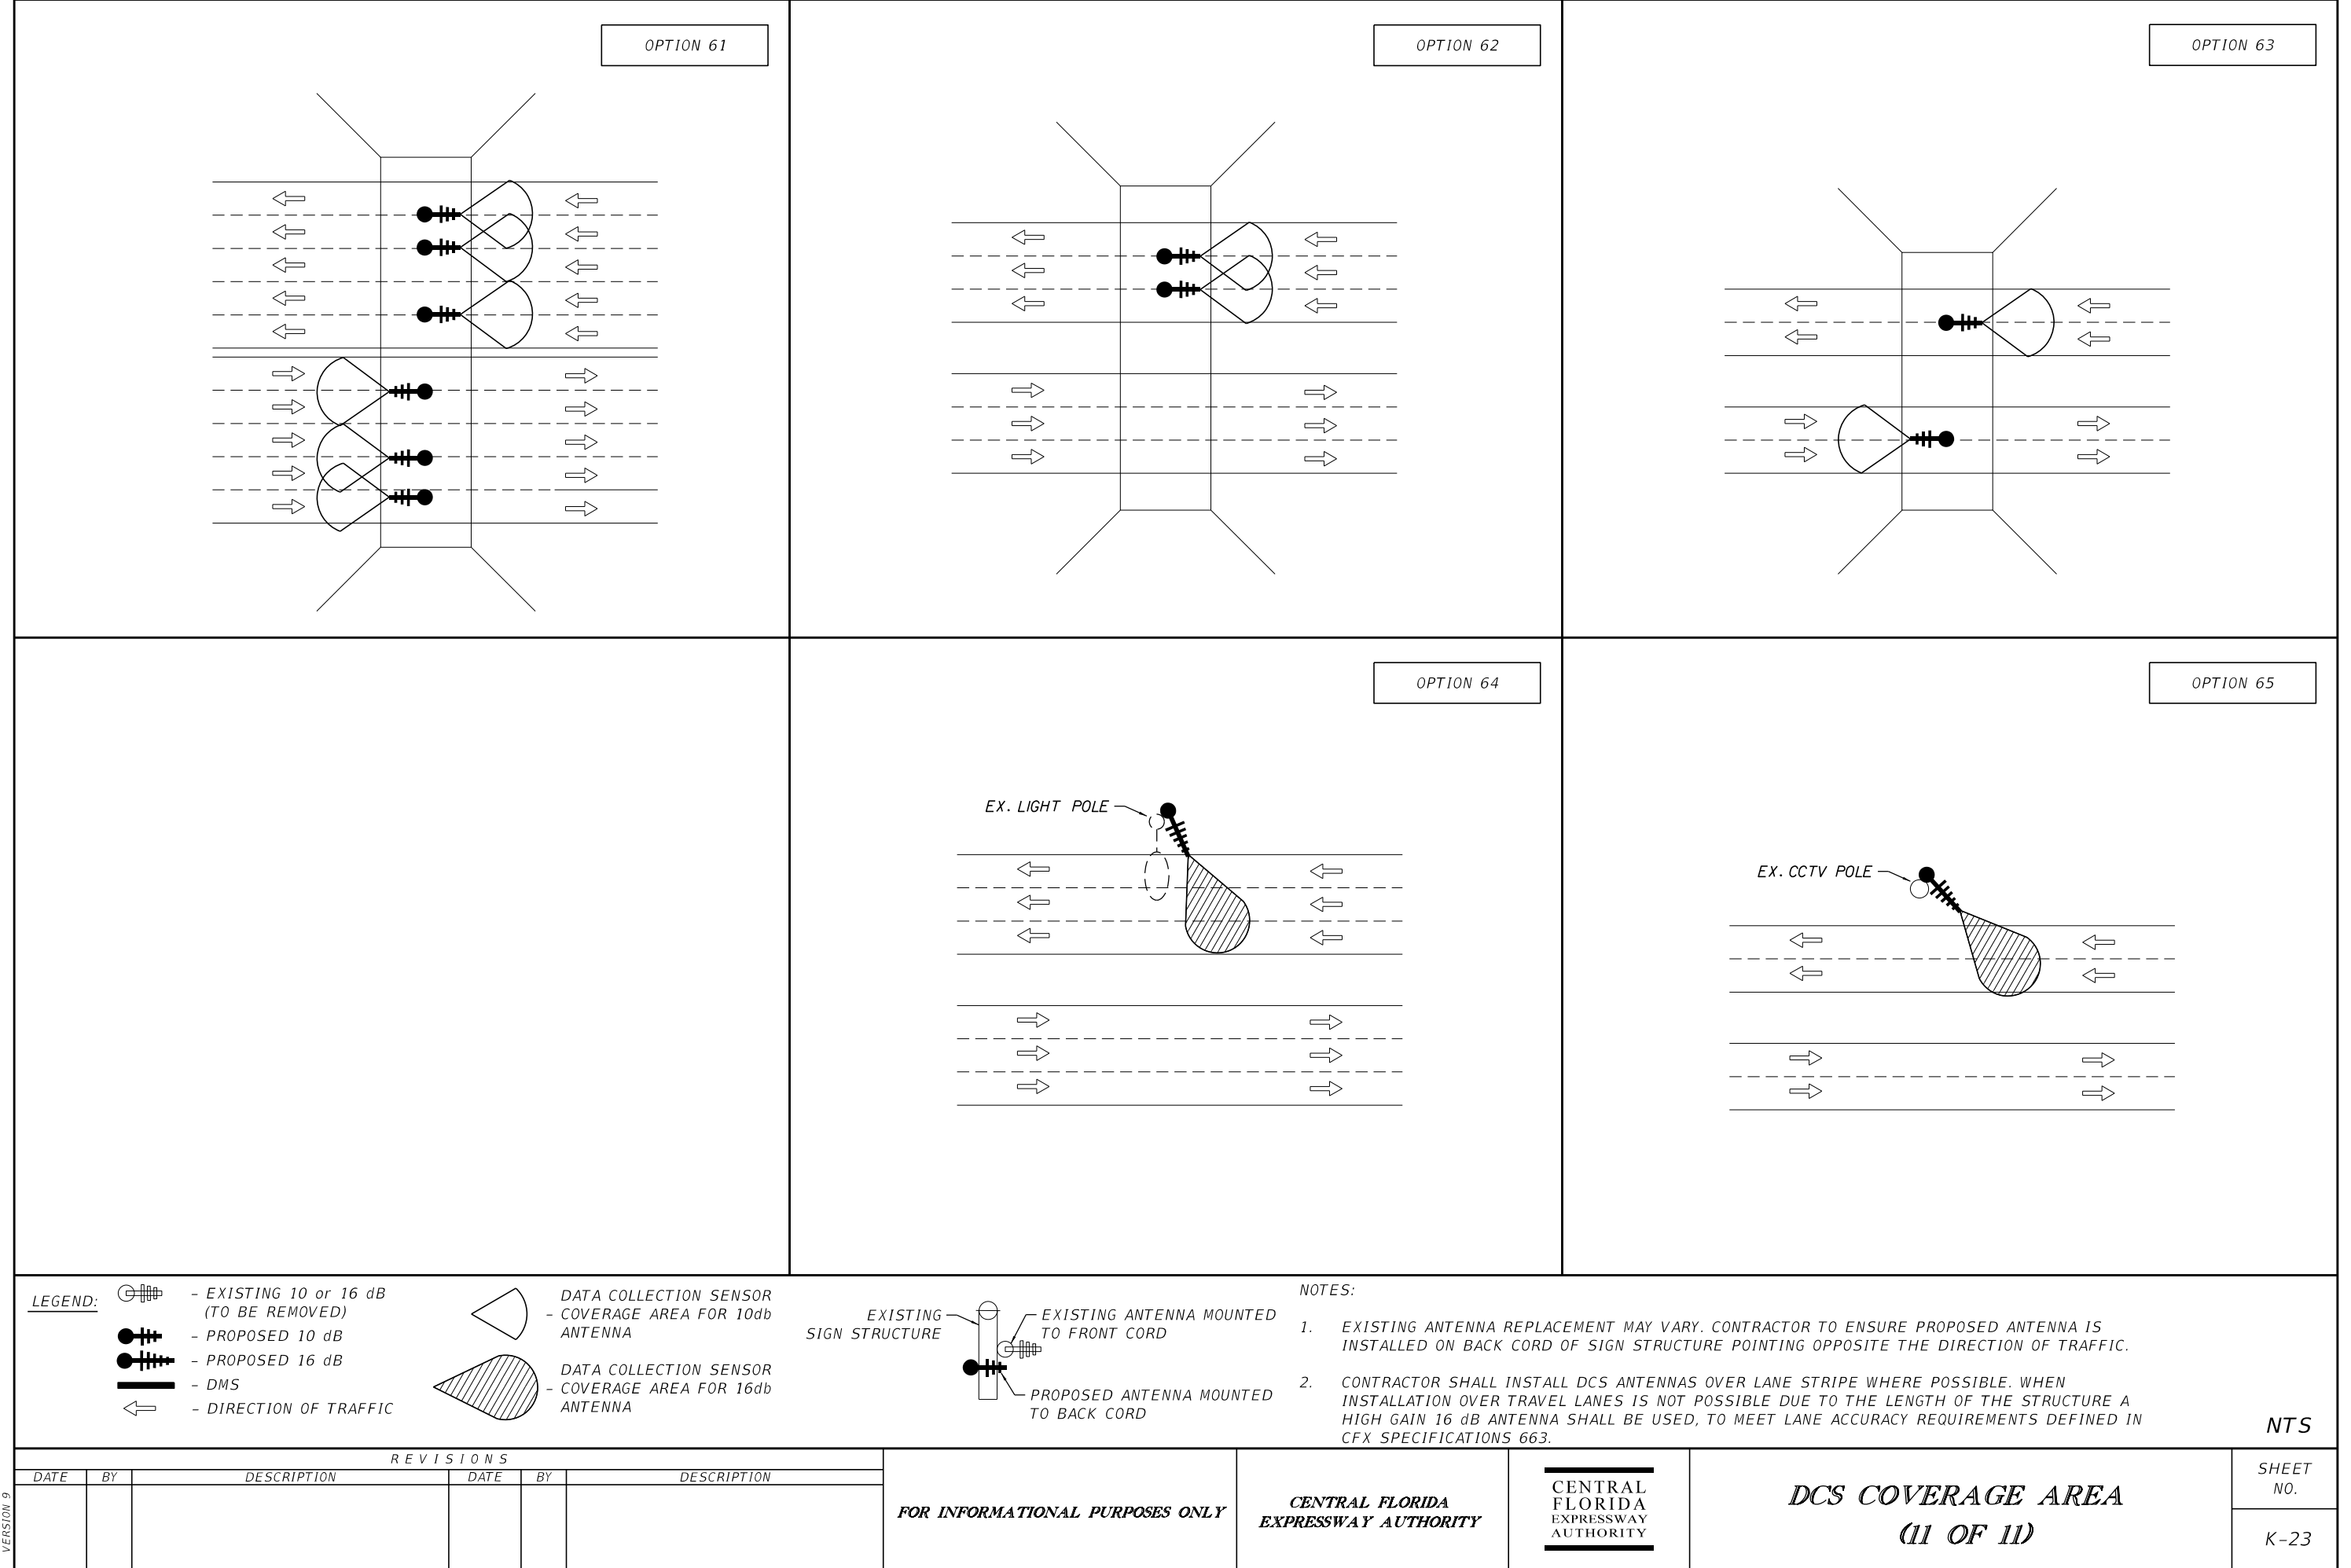 OPTION 61
OPTION 62
OPTION 63
OPTION 64
EX. LIGHT POLE
OPTION 65
EX. CCTV POLE
LEGEND:
- EXISTING 10 or 16 dB
(TO BE REMOVED)
- PROPOSED 10 dB
- PROPOSED 16 dB
- DMS
- DIRECTION OF TRAFFIC
DATA COLLECTION SENSOR
- COVERAGE AREA FOR 10db
ANTENNA
DATA COLLECTION SENSOR
- COVERAGE AREA FOR 16db
ANTENNA
EXISTING
SIGN STRUCTURE
EXISTING ANTENNA MOUNTED
TO FRONT CORD
PROPOSED ANTENNA MOUNTED
TO BACK CORD
NOTES:
1. EXISTING ANTENNA REPLACEMENT MAY VARY. CONTRACTOR TO ENSURE PROPOSED ANTENNA IS
INSTALLED ON BACK CORD OF SIGN STRUCTURE POINTING OPPOSITE THE DIRECTION OF TRAFFIC.
2. CONTRACTOR SHALL INSTALL DCS ANTENNAS OVER LANE STRIPE WHERE POSSIBLE. WHEN
INSTALLATION OVER TRAVEL LANES IS NOT POSSIBLE DUE TO THE LENGTH OF THE STRUCTURE A
HIGH GAIN 16 dB ANTENNA SHALL BE USED, TO MEET LANE ACCURACY REQUIREMENTS DEFINED IN
CFX SPECIFICATIONS 663.
NTS
REVISIONS
DATE BY DESCRIPTION DATE BY DESCRIPTION
VERSION 9
FOR INFORMATIONAL PURPOSES ONLY
CENTRAL FLORIDA
EXPRESSWAY AUTHORITY
CENTRAL
FLORIDA
EXPRESSWAY
AUTHORITY
DCS COVERAGE AREA
(11 OF 11)
SHEET
NO.
K-23